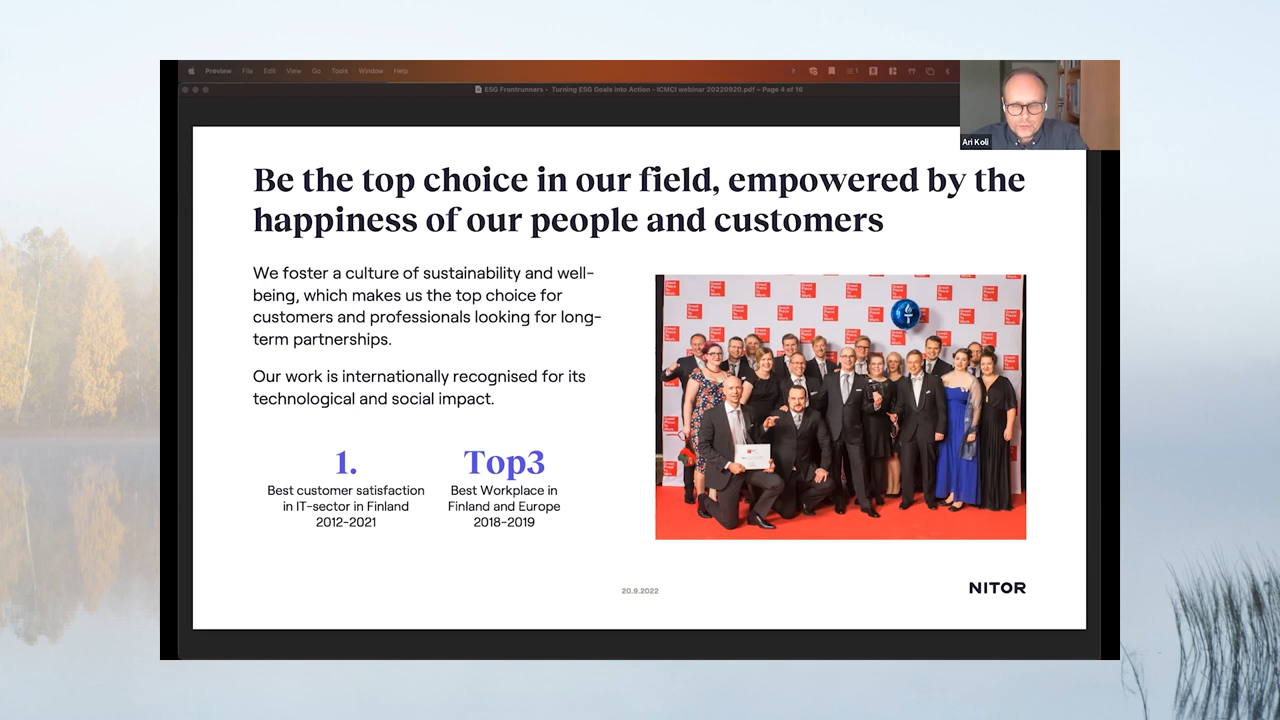 Preview File Edit View Go Tools Window Help
ESG Frontrunners - Turning ESG Goals into Action - ICMCI webinar 20220920.pdf – Page 4 of 16
Ari Koli
Be the top choice in our field, empowered by the
happiness of our people and customers
We foster a culture of sustainability and well-
being, which makes us the top choice for
customers and professionals looking for long-
term partnerships.
Our work is internationally recognised for its
technological and social impact.
1.
Best customer satisfaction
in IT-sector in Finland
2012-2021
Top3
Best Workplace in
Finland and Europe
2018-2019
Great
Place
To
Work
20.9.2022
NITOR